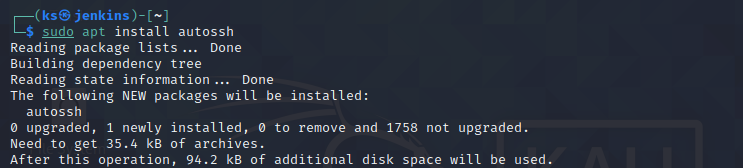 ┌──(ks㉿jenkins)-[~]
└─$ sudo apt install autossh
Reading package lists... Done
Building dependency tree
Reading state information... Done
The following NEW packages will be installed:
  autossh
0 upgraded, 1 newly installed, 0 to remove and 1758 not upgraded.
Need to get 35.4 kB of archives.
After this operation, 94.2 kB of additional disk space will be used.
KALI